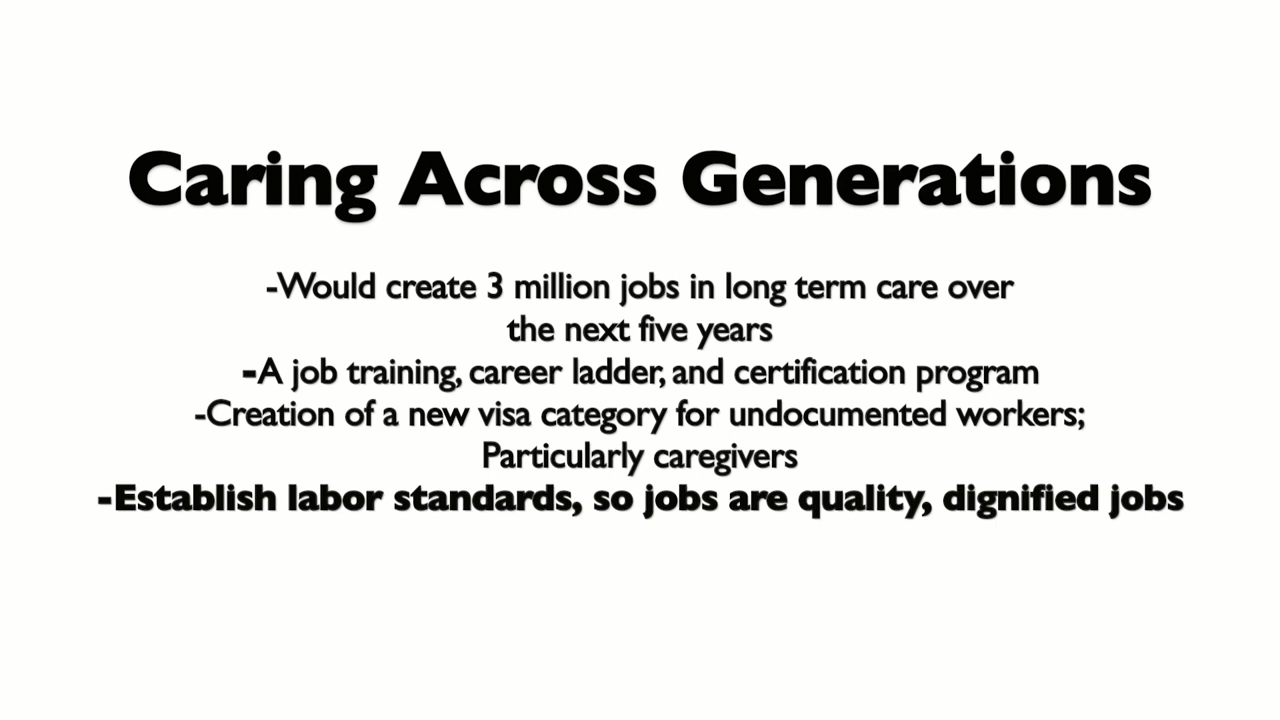 Caring Across Generations
-Would create 3 million jobs in long term care over
the next five years
-A job training, career ladder, and certification program
-Creation of a new visa category for undocumented workers;
Particularly caregivers
-Establish labor standards, so jobs are quality, dignified jobs